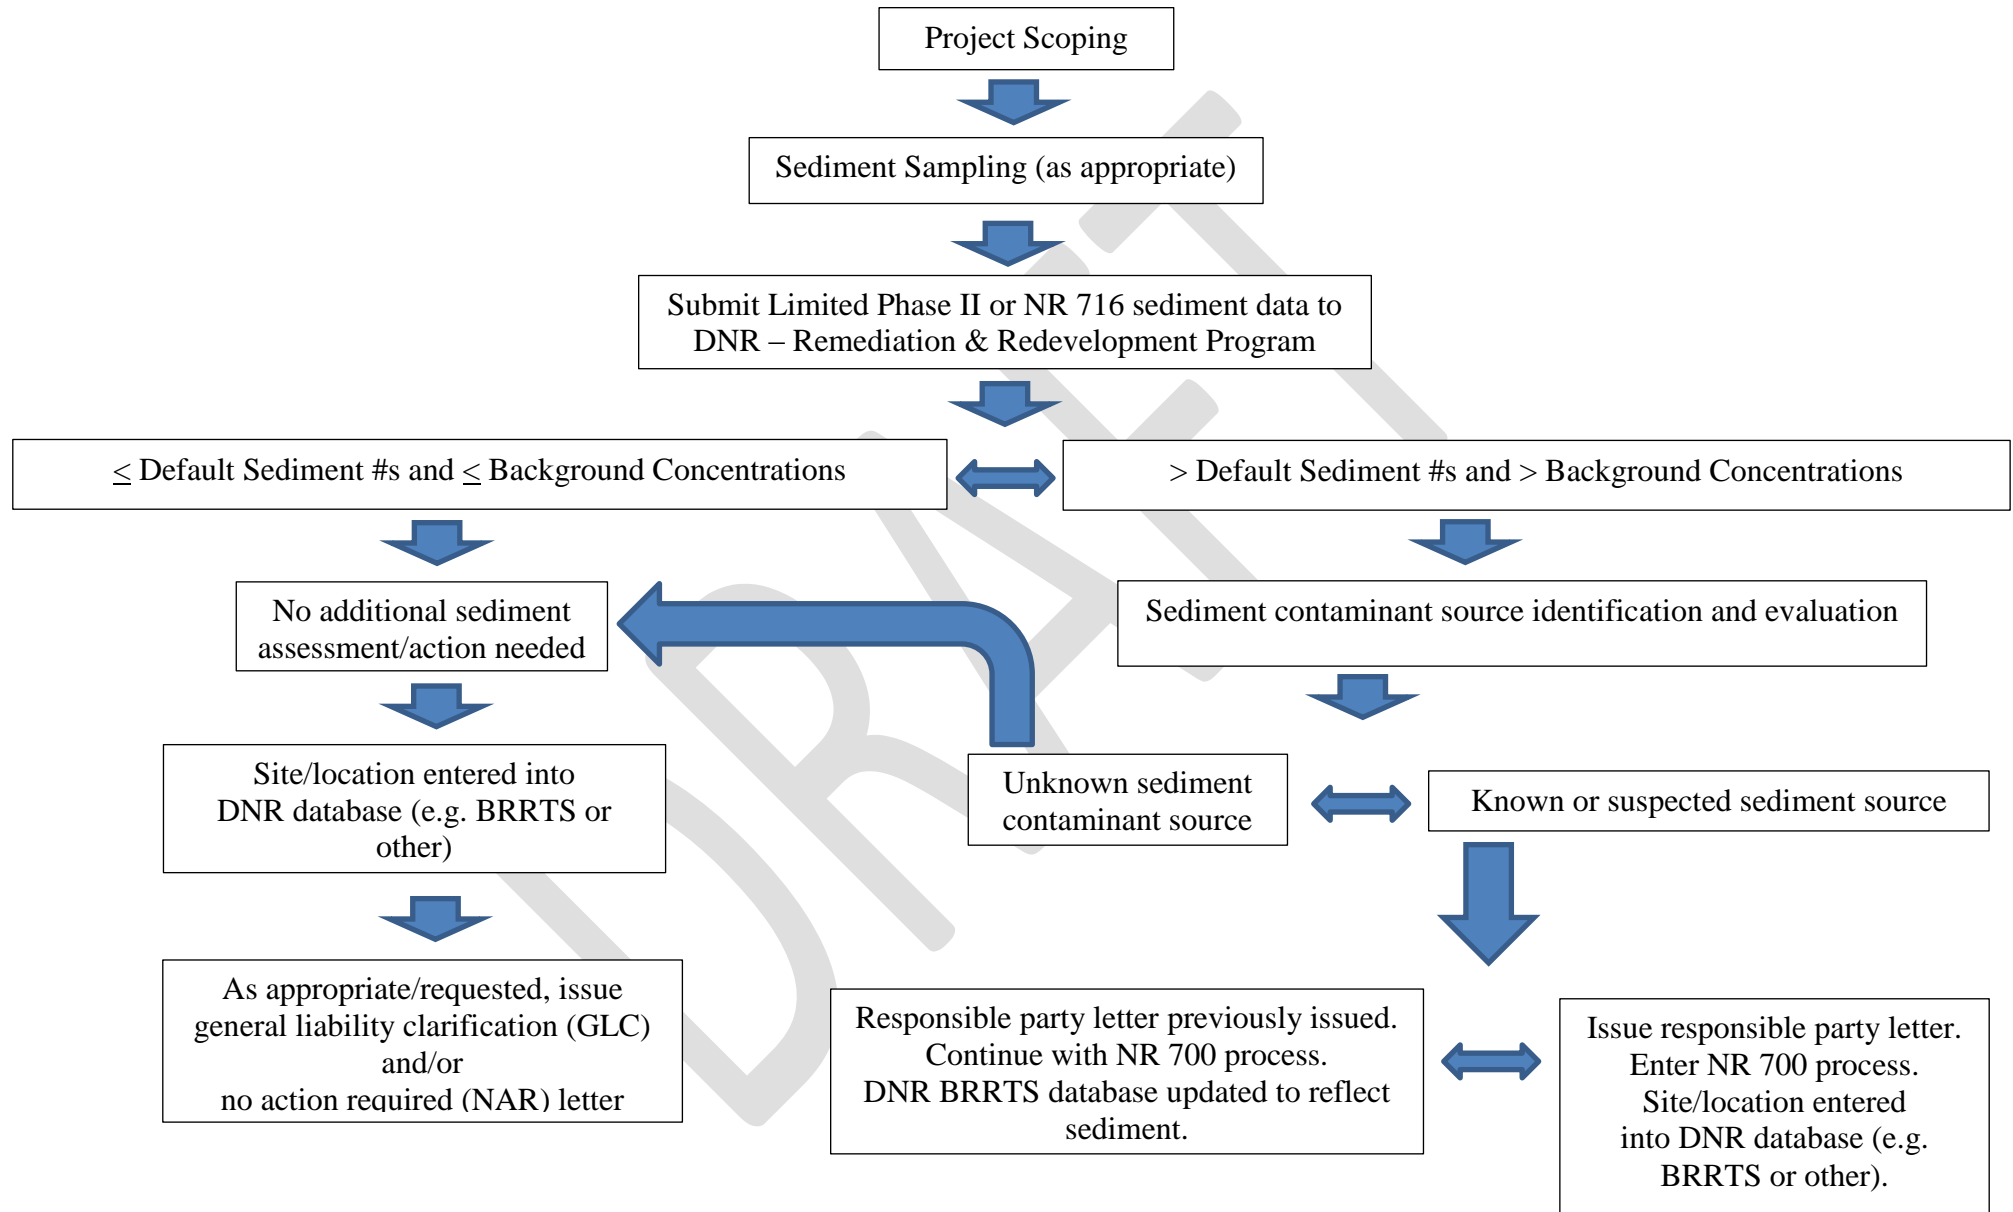 Project Scoping
Sediment Sampling (as appropriate)
Submit Limited Phase II or NR 716 sediment data to
DNR – Remediation & Redevelopment Program
≤ Default Sediment #s and ≤ Background Concentrations
> Default Sediment #s and > Background Concentrations
No additional sediment
assessment/action needed
Sediment contaminant source identification and evaluation
Site/location entered into
DNR database (e.g. BRRTS or
other)
Unknown sediment
contaminant source
Known or suspected sediment source
As appropriate/requested, issue
general liability clarification (GLC)
and/or
no action required (NAR) letter
Responsible party letter previously issued.
Continue with NR 700 process.
DNR BRRTS database updated to reflect
sediment.
Issue responsible party letter.
Enter NR 700 process.
Site/location entered
into DNR database (e.g.
BRRTS or other).
DRAFT